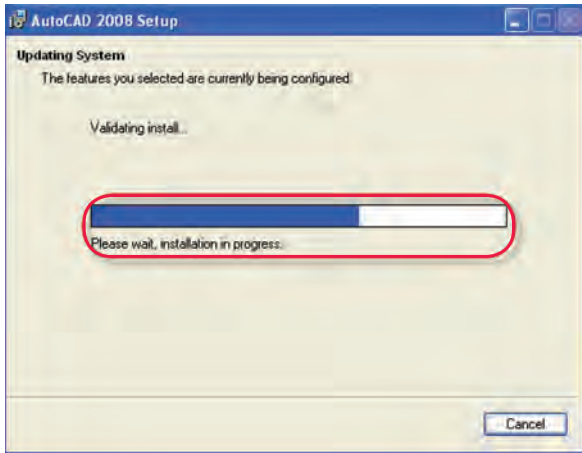 AutoCAD 2008 Setup
Updating System
The features you selected are currently being configured.
Validating install...
Please wait, installation in progress.
Cancel